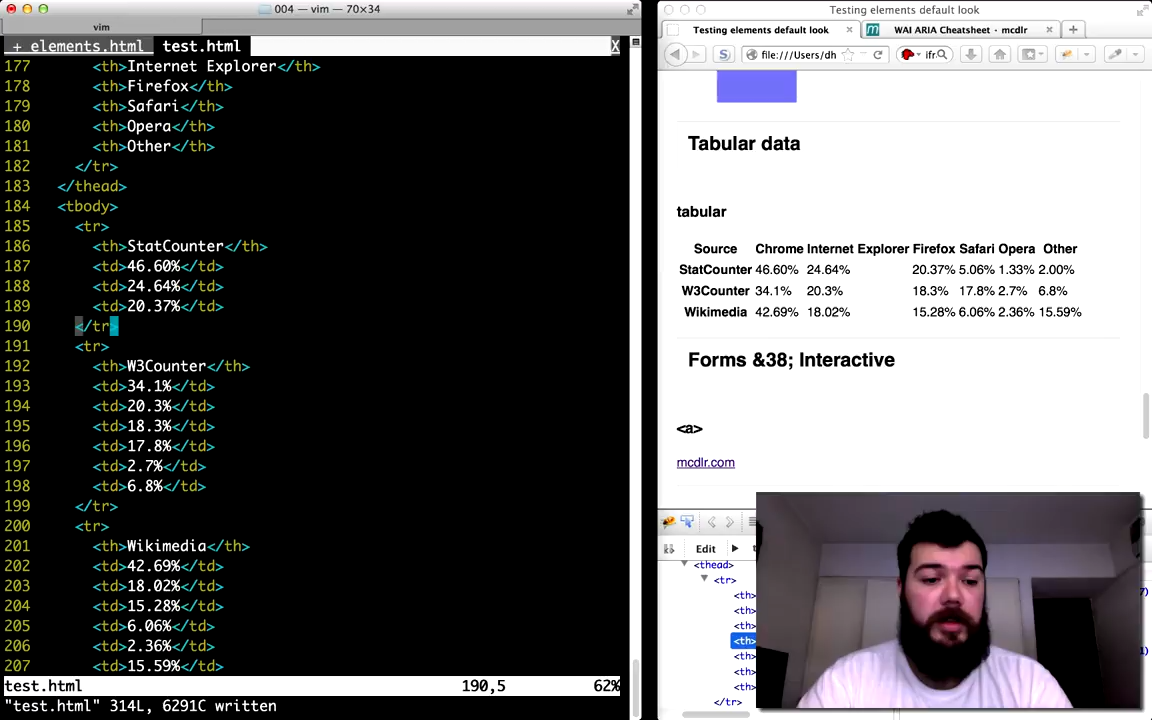 004 — vim — 70×34
vim
+ elements.html test.html X
177 <th>Internet Explorer</th>
178 <th>Firefox</th>
179 <th>Safari</th>
180 <th>Opera</th>
181 <th>Other</th>
182 </tr>
183 </thead>
184 <tbody>
185 <tr>
186 <th>StatCounter</th>
187 <td>46.60%</td>
188 <td>24.64%</td>
189 <td>20.37%</td>
190 </tr>
191 <tr>
192 <th>W3Counter</th>
193 <td>34.1%</td>
194 <td>20.3%</td>
195 <td>18.3%</td>
196 <td>17.8%</td>
197 <td>2.7%</td>
198 <td>6.8%</td>
199 </tr>
200 <tr>
201 <th>Wikimedia</th>
202 <td>42.69%</td>
203 <td>18.02%</td>
204 <td>15.28%</td>
205 <td>6.06%</td>
206 <td>2.36%</td>
207 <td>15.59%</td>
test.html 190,5 62%
"test.html" 314L, 6291C written
Testing elements default look
Testing elements default look × WAI ARIA Cheatsheet • mcdlr × +
S file:///Users/dh ifr
Tabular data
tabular
Source Chrome Internet Explorer Firefox Safari Opera Other
StatCounter 46.60% 24.64% 20.37% 5.06% 1.33% 2.00%
W3Counter 34.1% 20.3% 18.3% 17.8% 2.7% 6.8%
Wikimedia 42.69% 18.02% 15.28% 6.06% 2.36% 15.59%
Forms &38; Interactive
<a>
mcdlr.com
Edit
<thead>
<tr>
<th>
<th>
<th>
<th>
<th>
<th>
<th>
</tr>